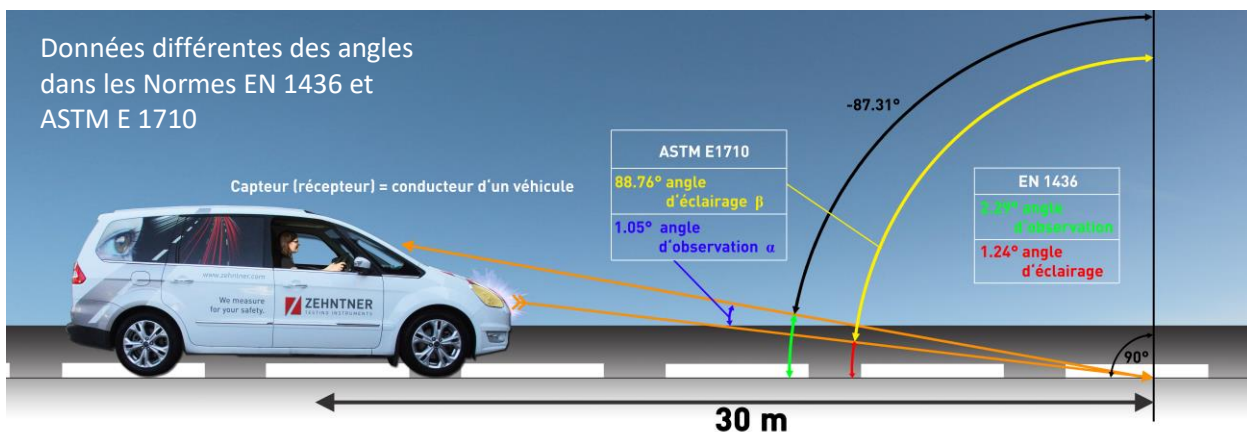 Données différentes des angles
dans les Normes EN 1436 et
ASTM E 1710
-87.31°
ASTM E1710
88.76° angle
d'éclairage β
1.05° angle
d'observation α
EN 1436
2.29° angle
d'observation
1.24° angle
d'éclairage
Capteur (récepteur) = conducteur d'un véhicule
www.zehntner.com
We measure
for your safety.
ZEHNTNER
TESTING INSTRUMENTS
90°
30 m